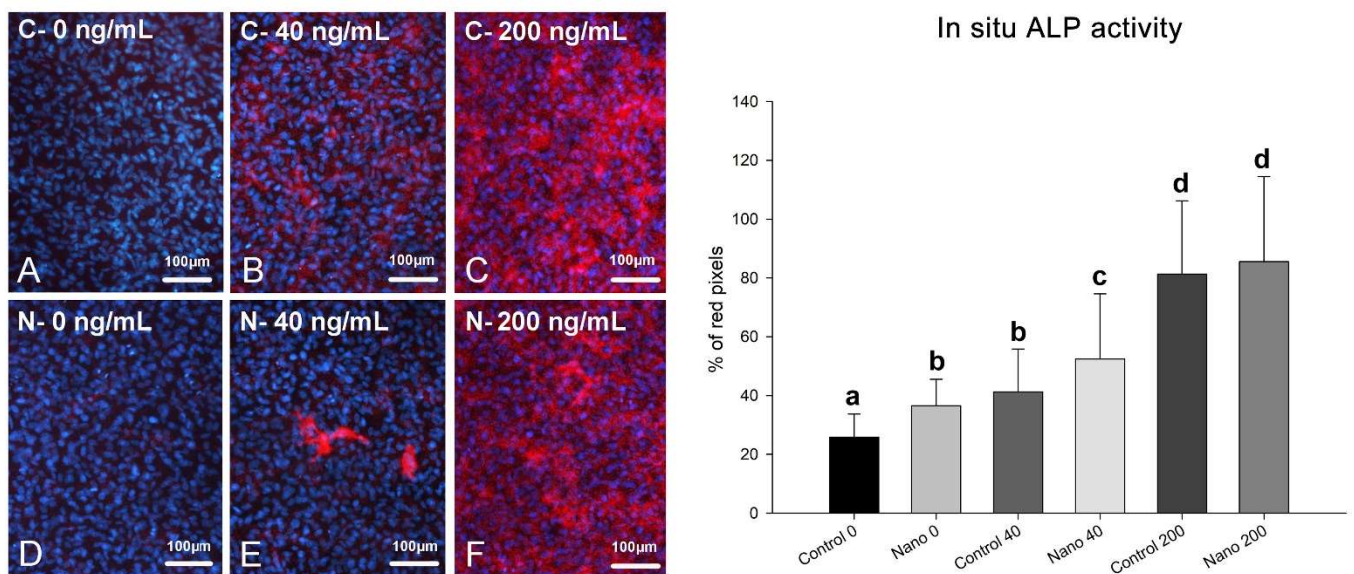 C- 0 ng/mL
A
100µm
C- 40 ng/mL
B
100µm
C- 200 ng/mL
C
100µm
N- 0 ng/mL
D
100µm
N- 40 ng/mL
E
100µm
N- 200 ng/mL
F
100µm
In situ ALP activity
% of red pixels
140
120
100
80
60
40
20
0
a
b
b
c
d
d
Control 0
Nano 0
Control 40
Nano 40
Control 200
Nano 200